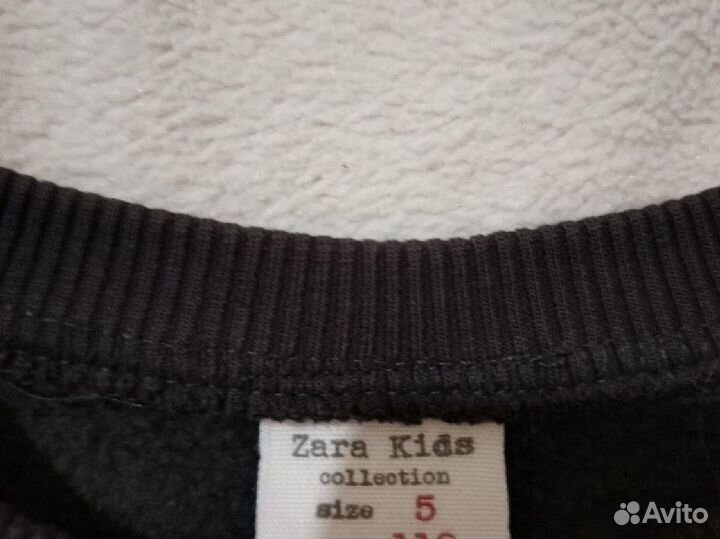 Zara Kids
collection
size 5
Avito